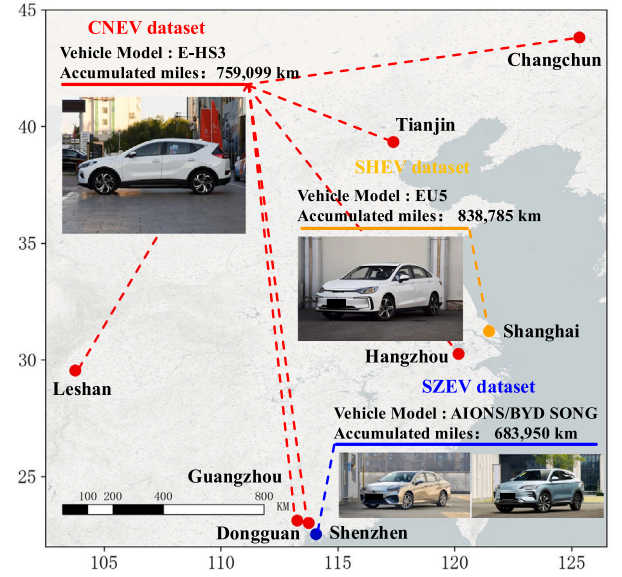 45
CNEV dataset
Vehicle Model : E-HS3
Accumulated miles： 759,099 km
Changchun
40
Tianjin
SHEV dataset
Vehicle Model : EU5
Accumulated miles： 838,785 km
35
Shanghai
Hangzhou
30
Leshan
SZEV dataset
Vehicle Model : AIONS/BYD SONG
Accumulated miles： 683,950 km
25
Guangzhou
KM
100 200 400 800
Dongguan
Shenzhen
105 110 115 120 125